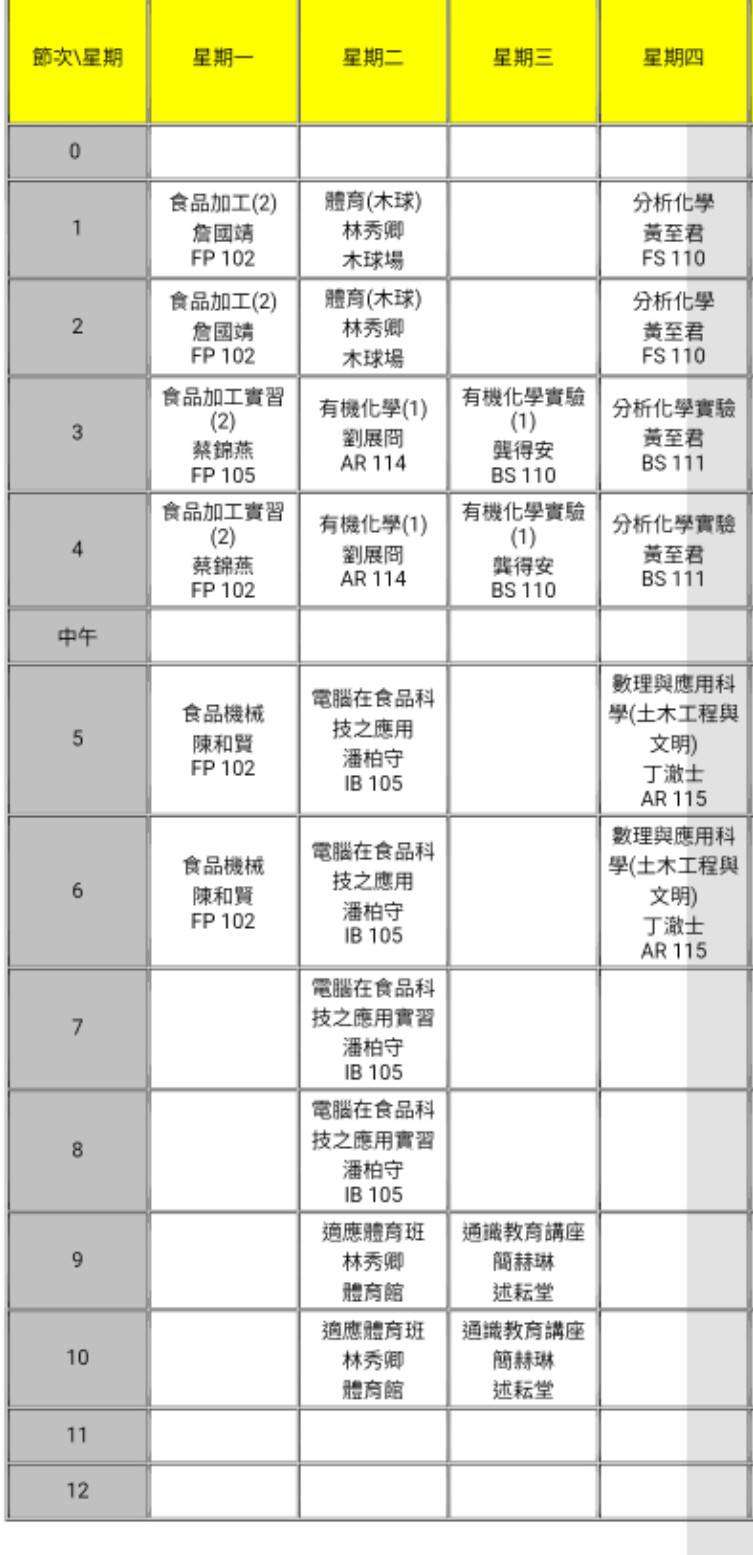 節次\星期 星期一 星期二 星期三 星期四
0
1
食品加工(2)
詹國靖
FP 102
體育(木球)
林秀卿
木球場
分析化學
黃至君
FS 110
2
食品加工(2)
詹國靖
FP 102
體育(木球)
林秀卿
木球場
分析化學
黃至君
FS 110
3
食品加工實習
(2)
蔡錦燕
FP 105
有機化學(1)
劉展冏
AR 114
有機化學實驗
(1)
龔得安
BS 110
分析化學實驗
黃至君
BS 111
4
食品加工實習
(2)
蔡錦燕
FP 102
有機化學(1)
劉展冏
AR 114
有機化學實驗
(1)
龔得安
BS 110
分析化學實驗
黃至君
BS 111
中午
5
食品機械
陳和賢
FP 102
電腦在食品科
技之應用
潘柏守
IB 105
數理與應用科
學(土木工程與
文明)
丁澈士
AR 115
6
食品機械
陳和賢
FP 102
電腦在食品科
技之應用
潘柏守
IB 105
數理與應用科
學(土木工程與
文明)
丁澈士
AR 115
7
電腦在食品科
技之應用實習
潘柏守
IB 105
8
電腦在食品科
技之應用實習
潘柏守
IB 105
9
適應體育班
林秀卿
體育館
通識教育講座
簡赫琳
述耘堂
10
適應體育班
林秀卿
體育館
通識教育講座
簡赫琳
述耘堂
11
12